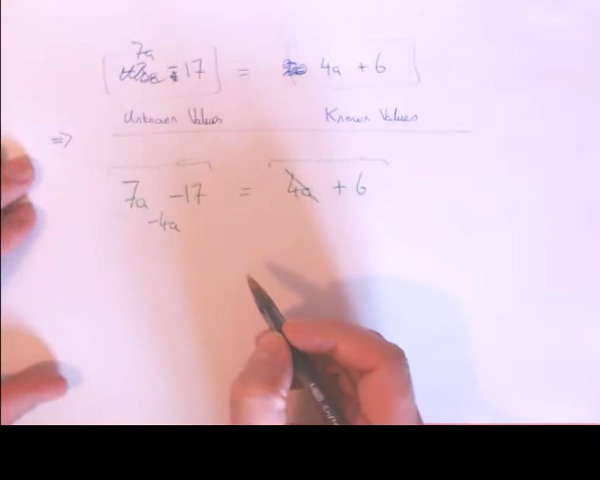 7a
-17 = 4a + 6
Unknown Values Known Values
=>
7a -17 = 4a + 6
-4a